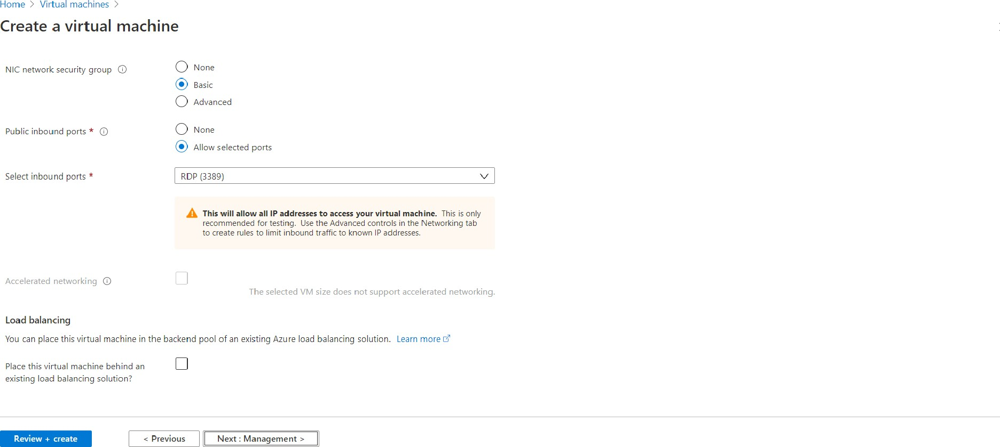 Home > Virtual machines >
Create a virtual machine
NIC network security group
None
Basic
Advanced
Public inbound ports *
None
Allow selected ports
Select inbound ports *
RDP (3389)
This will allow all IP addresses to access your virtual machine. This is only
recommended for testing. Use the Advanced controls in the Networking tab
to create rules to limit inbound traffic to known IP addresses.
Accelerated networking
The selected VM size does not support accelerated networking.
Load balancing
You can place this virtual machine in the backend pool of an existing Azure load balancing solution. Learn more
Place this virtual machine behind an
existing load balancing solution?
Review + create
< Previous
Next : Management >